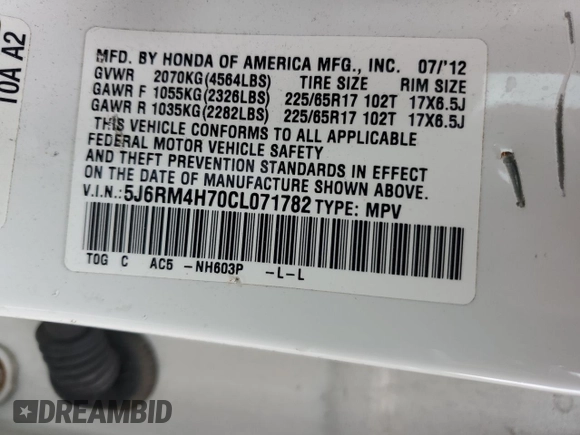 10A A2
MFD. BY HONDA OF AMERICA MFG., INC. 07/'12
GVWR 2070KG(4564LBS) TIRE SIZE RIM SIZE
GAWR F 1055KG(2326LBS) 225/65R17 102T 17X6.5J
GAWR R 1035KG(2282LBS) 225/65R17 102T 17X6.5J
THIS VEHICLE CONFORMS TO ALL APPLICABLE
FEDERAL MOTOR VEHICLE SAFETY
AND THEFT PREVENTION STANDARDS IN EFFECT
ON THE DATE OF MANUFACTURE SHOWN ABOVE.
V.I.N.:5J6RM4H70CL071782 TYPE: MPV
T0G C AC5 -NH603P -L-L
DREAMBID